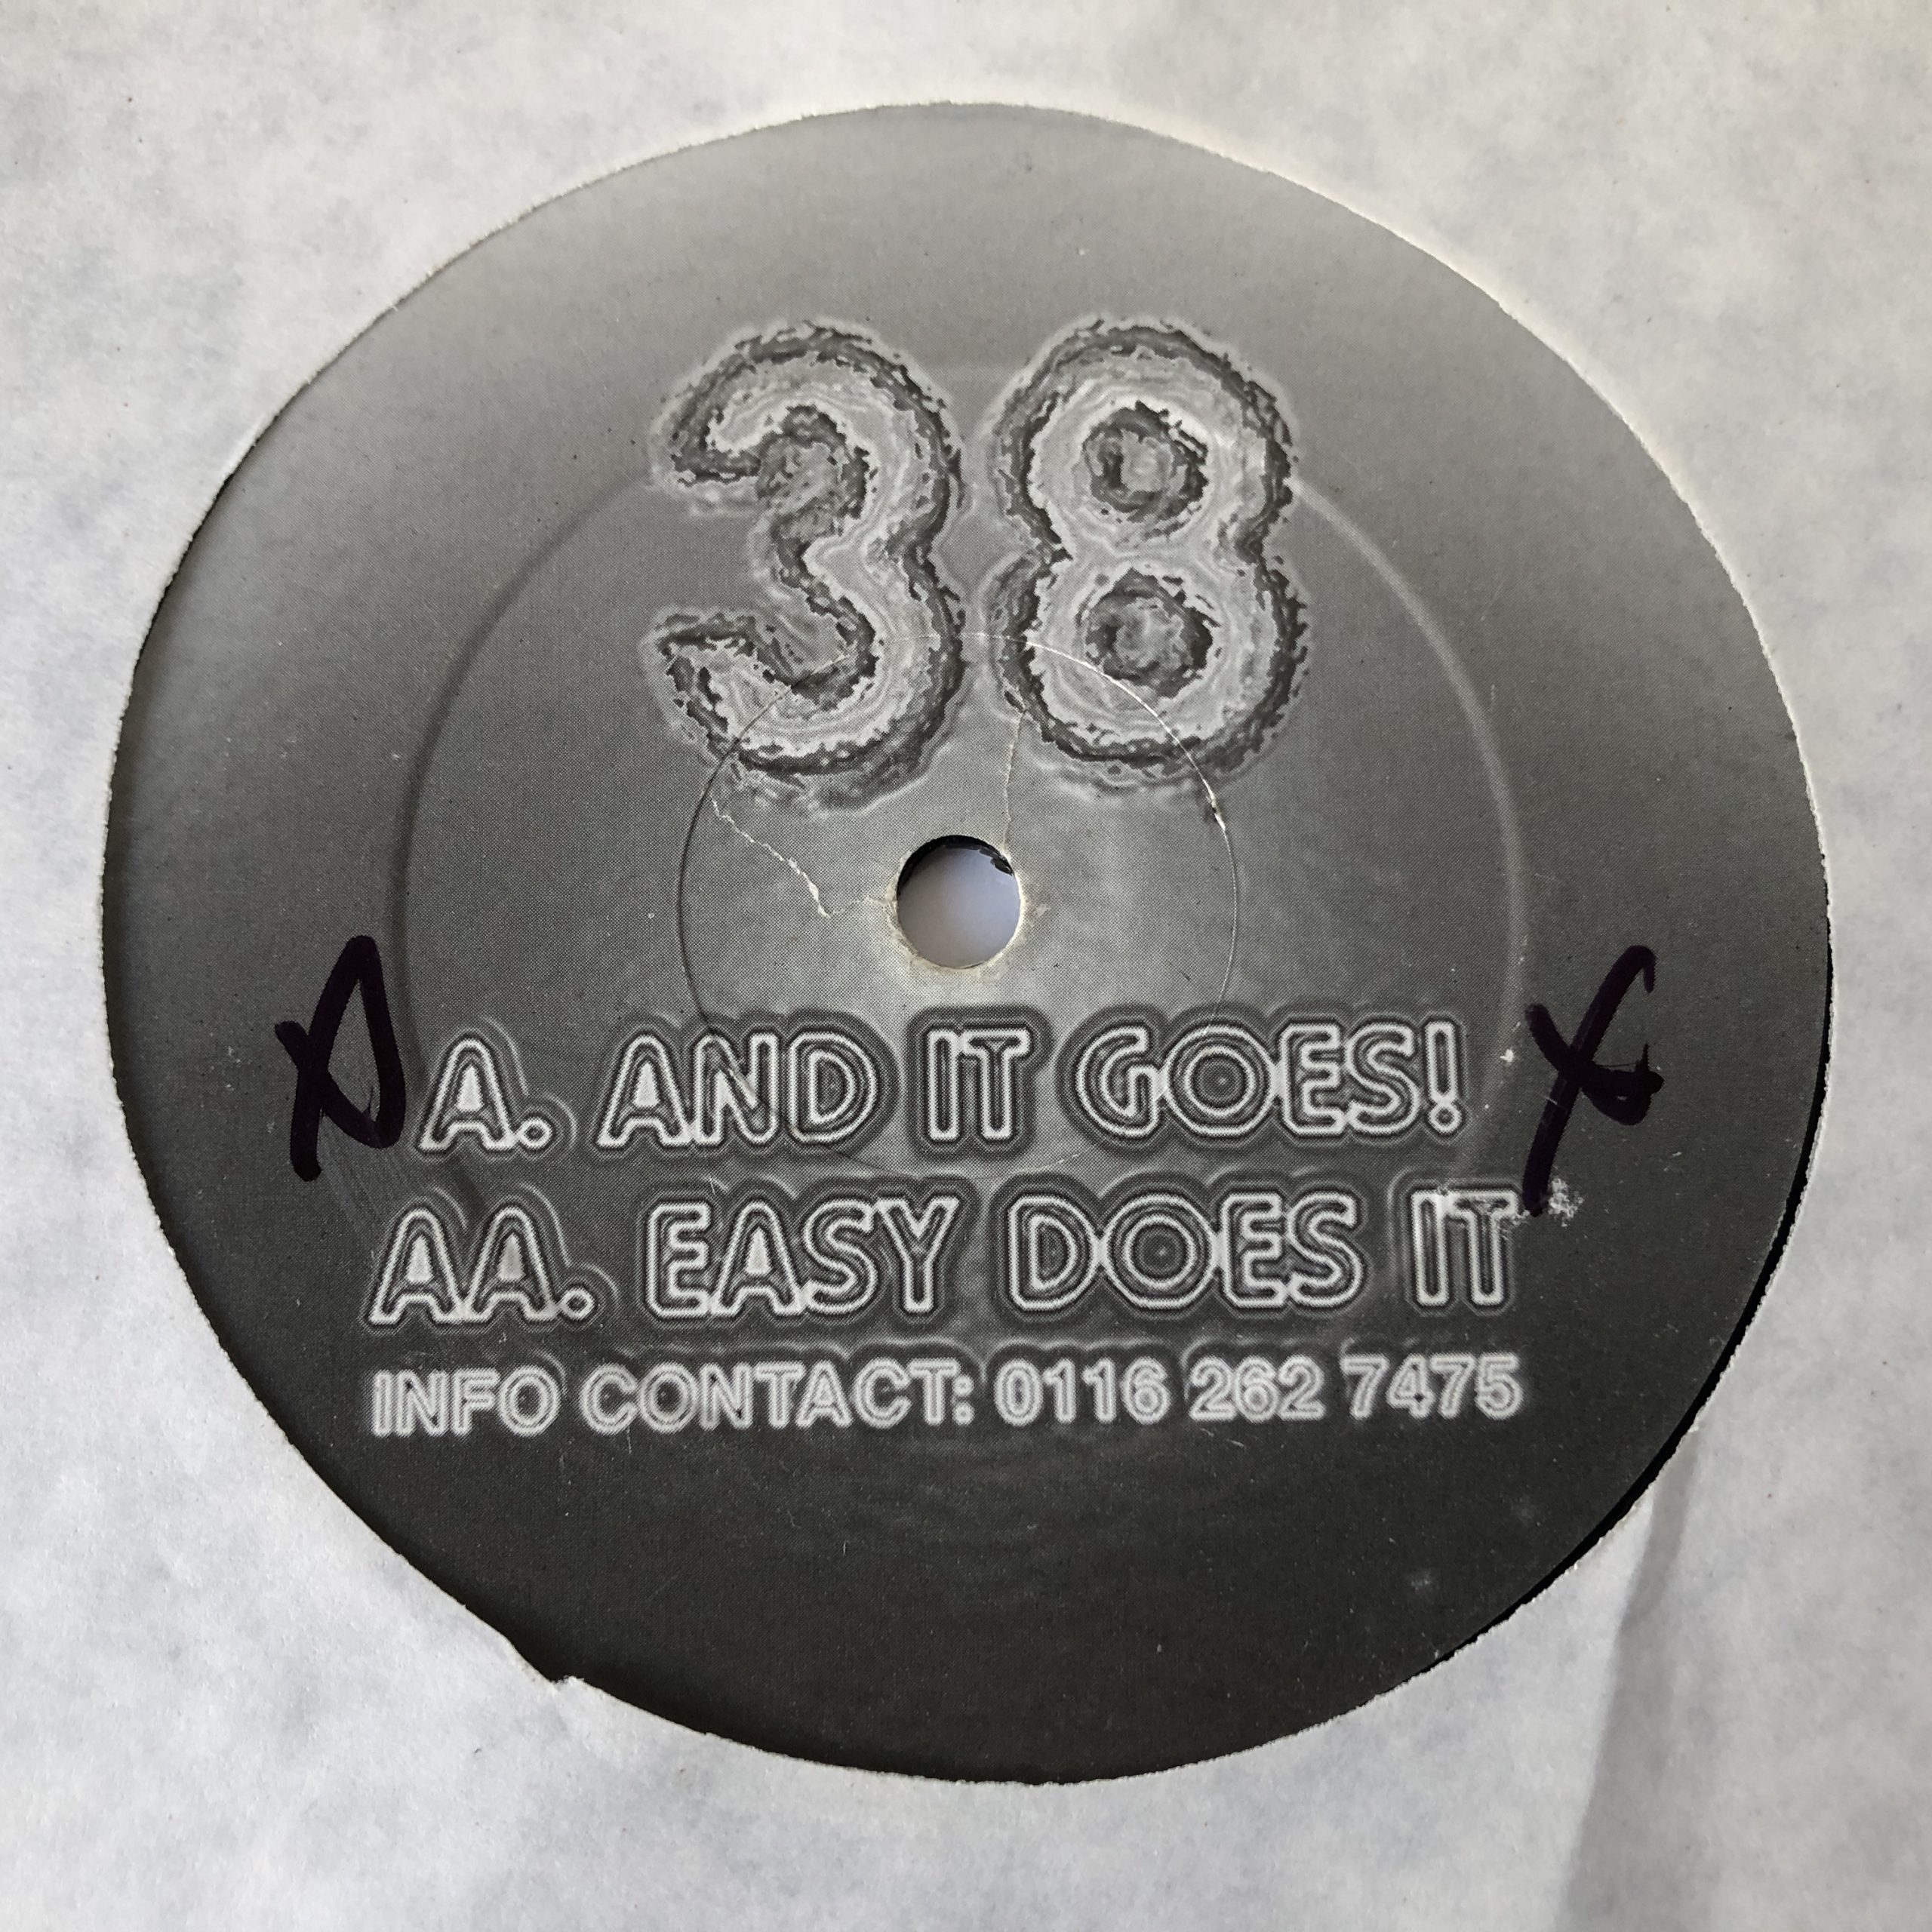 38
A. AND IT GOES!
AA. EASY DOES IT
INFO CONTACT: 0116 262 7475